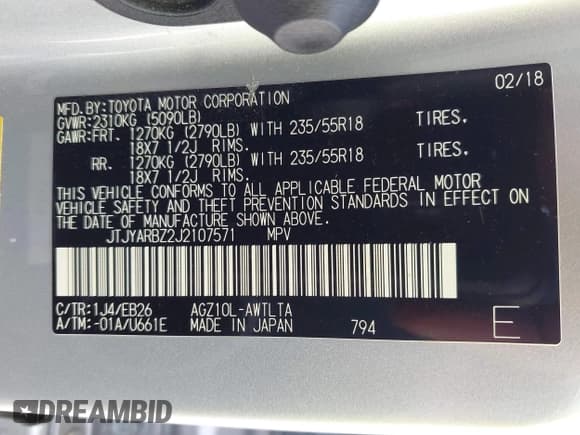 MFD.BY:TOYOTA MOTOR CORPORATION 02/18
GVWR:2310KG (5090LB)
GAWR:FRT. 1270KG (2790LB) WITH 235/55R18 TIRES.
18X7 1/2J RIMS.
RR. 1270KG (2790LB) WITH 235/55R18 TIRES.
18X7 1/2J RIMS.
THIS VEHICLE CONFORMS TO ALL APPLICABLE FEDERAL MOTOR
VEHICLE SAFETY AND THEFT PREVENTION STANDARDS IN EFFECT ON
THE DATE OF MANUFACTURE SHOWN ABOVE.
JTJYARBZ2J2107571 MPV
C/TR:1J4/EB26 AGZ10L-AWTLTA
A/TM:-01A/U661E MADE IN JAPAN 794 E
DREAMBID